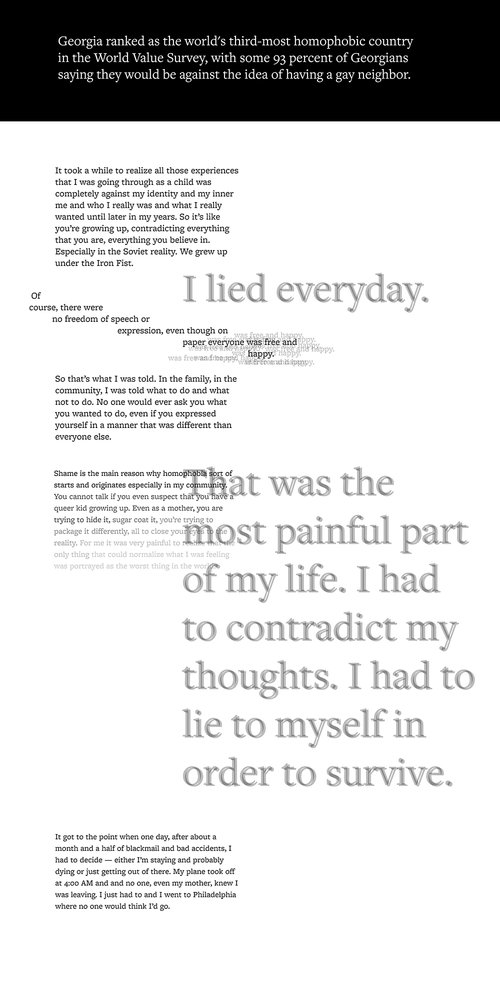 Georgia ranked as the world's third-most homophobic country
in the World Value Survey, with some 93 percent of Georgians
saying they would be against the idea of having a gay neighbor.
It took a while to realize all those experiences
that I was going through as a child was
completely against my identity and my inner
me and who I really was and what I really
wanted until later in my years. So it's like
you're growing up, contradicting everything
that you are, everything you believe in.
Especially in the Soviet reality. We grew up
under the Iron Fist.
I lied everyday.
Of
course, there were
no freedom of speech or
expression, even though on
was free and happy.
paper everyone was free and
was free and happy.
happy.
was free and happy.
was free and happy.
So that's what I was told. In the family, in the
community, I was told what to do and what
not to do. No one would ever ask you what
you wanted to do, even if you expressed
yourself in a manner that was different than
everyone else.
Shame is the main reason why homophobia sort of
starts and originates especially in my community.
You cannot talk if you even suspect that you have a
queer kid growing up. Even as a mother, you are
trying to hide it, sugar coat it, you're trying to
package it differently, all to close your eyes to the
reality. For me it was very painful to realize that the
only thing that could normalize what I was feeling
was portrayed as the worst thing in the world.
That was the
most painful part
of my life. I had
to contradict my
thoughts. I had to
lie to myself in
order to survive.
It got to the point when one day, after about a
month and a half of blackmail and bad accidents, I
had to decide — either I'm staying and probably
dying or just getting out of there. My plane took off
at 4:00 AM and and no one, even my mother, knew I
was leaving. I just had to and I went to Philadelphia
where no one would think I'd go.